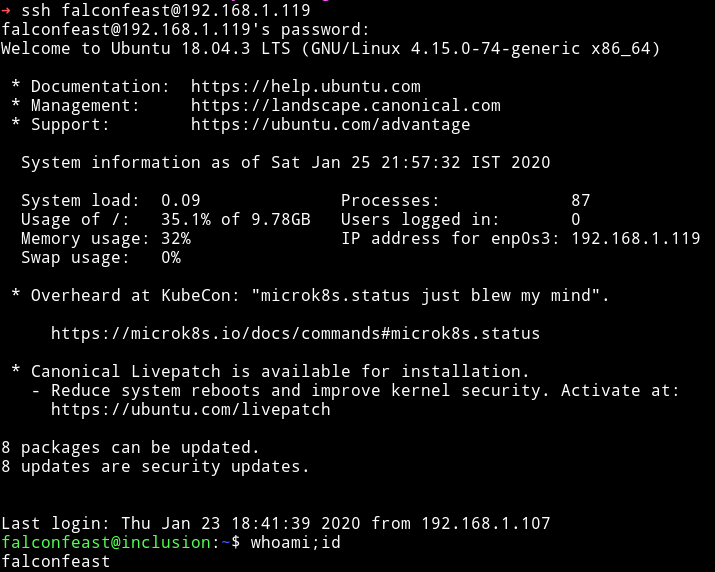 → ssh falconfeast@192.168.1.119
falconfeast@192.168.1.119's password:
Welcome to Ubuntu 18.04.3 LTS (GNU/Linux 4.15.0-74-generic x86_64)
* Documentation:  https://help.ubuntu.com
* Management:     https://landscape.canonical.com
* Support:        https://ubuntu.com/advantage
System information as of Sat Jan 25 21:57:32 IST 2020
System load:  0.09              Processes:             87
Usage of /:   35.1% of 9.78GB   Users logged in:       0
Memory usage: 32%               IP address for enp0s3: 192.168.1.119
Swap usage:   0%
* Overheard at KubeCon: "microk8s.status just blew my mind".
https://microk8s.io/docs/commands#microk8s.status
* Canonical Livepatch is available for installation.
- Reduce system reboots and improve kernel security. Activate at:
https://ubuntu.com/livepatch
8 packages can be updated.
8 updates are security updates.
Last login: Thu Jan 23 18:41:39 2020 from 192.168.1.107
falconfeast@inclusion:~$ whoami;id
falconfeast